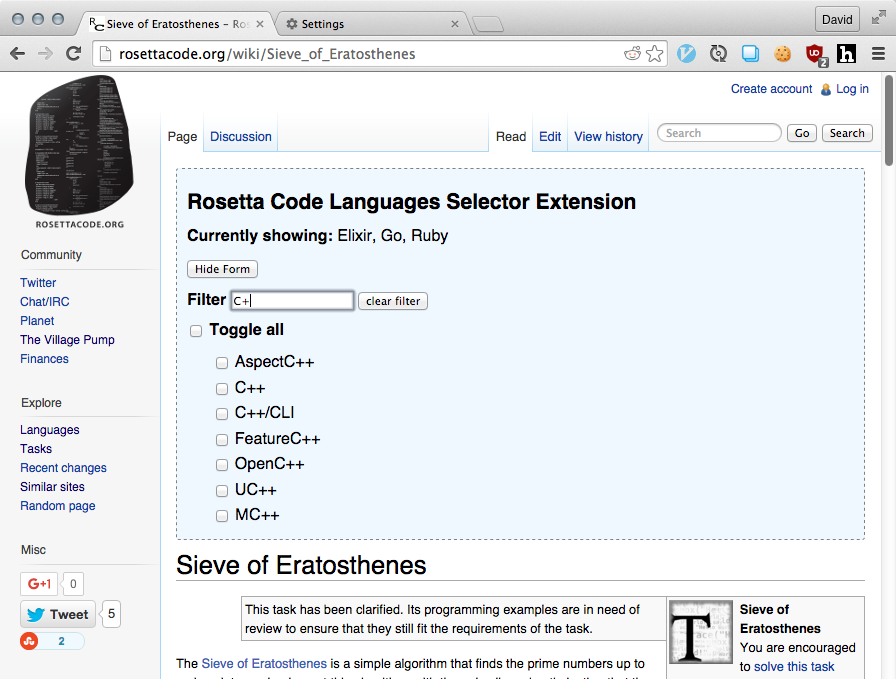 Sieve of Eratosthenes – Ros
Settings
David
rosettacode.org/wiki/Sieve_of_Eratosthenes
2
Create account Log in
Page Discussion Read Edit View history Search Go Search
ROSETTACODE.ORG
Rosetta Code Languages Selector Extension
Currently showing: Elixir, Go, Ruby
Hide Form
Filter C+ clear filter
Toggle all
AspectC++
C++
C++/CLI
FeatureC++
OpenC++
UC++
MC++
Community
Twitter
Chat/IRC
Planet
The Village Pump
Finances
Explore
Languages
Tasks
Recent changes
Similar sites
Random page
Misc
G+1 0
Tweet 5
2
Sieve of Eratosthenes
This task has been clarified. Its programming examples are in need of
review to ensure that they still fit the requirements of the task.
Sieve of
Eratosthenes
You are encouraged
to solve this task
The Sieve of Eratosthenes is a simple algorithm that finds the prime numbers up to